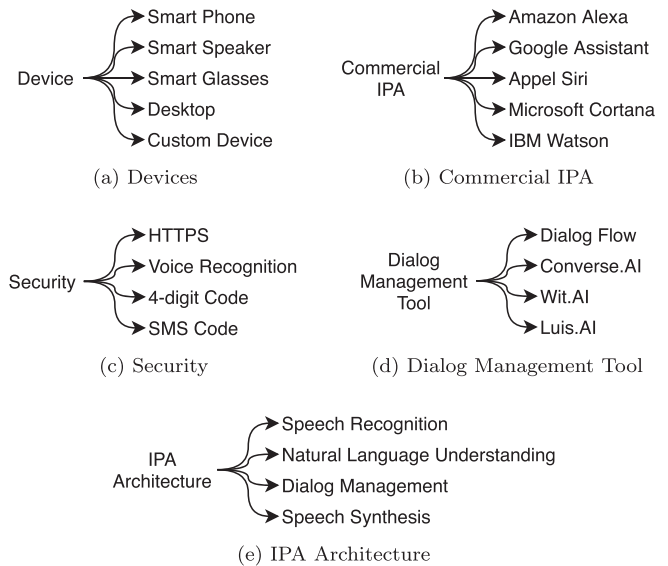 Device
Smart Phone
Smart Speaker
Smart Glasses
Desktop
Custom Device
(a) Devices
Commercial
IPA
Amazon Alexa
Google Assistant
Appel Siri
Microsoft Cortana
IBM Watson
(b) Commercial IPA
Security
HTTPS
Voice Recognition
4-digit Code
SMS Code
(c) Security
Dialog
Management
Tool
Dialog Flow
Converse.AI
Wit.AI
Luis.AI
(d) Dialog Management Tool
IPA
Architecture
Speech Recognition
Natural Language Understanding
Dialog Management
Speech Synthesis
(e) IPA Architecture